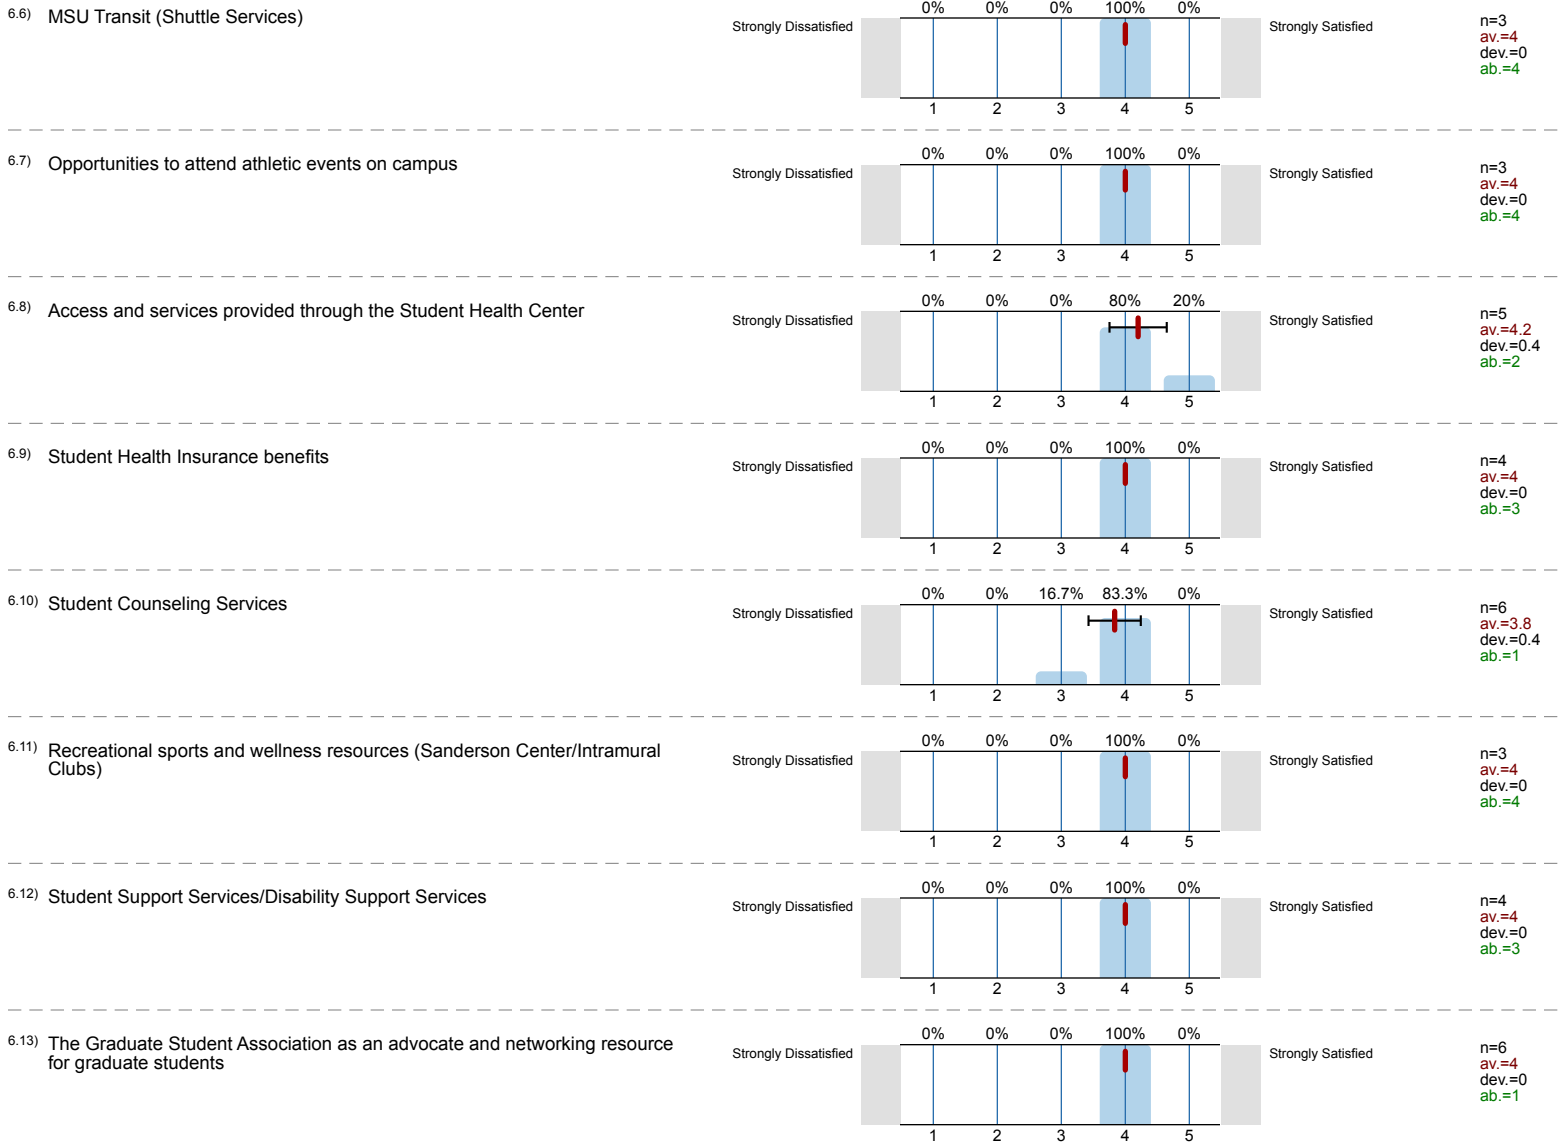 6.6) MSU Transit (Shuttle Services)
0% 0% 0% 100% 0%
Strongly Dissatisfied Strongly Satisfied
n=3
av.=4
dev.=0
ab.=4
1 2 3 4 5
6.7) Opportunities to attend athletic events on campus
0% 0% 0% 100% 0%
Strongly Dissatisfied Strongly Satisfied
n=3
av.=4
dev.=0
ab.=4
1 2 3 4 5
6.8) Access and services provided through the Student Health Center
0% 0% 0% 80% 20%
Strongly Dissatisfied Strongly Satisfied
n=5
av.=4.2
dev.=0.4
ab.=2
1 2 3 4 5
6.9) Student Health Insurance benefits
0% 0% 0% 100% 0%
Strongly Dissatisfied Strongly Satisfied
n=4
av.=4
dev.=0
ab.=3
1 2 3 4 5
6.10) Student Counseling Services
0% 0% 16.7% 83.3% 0%
Strongly Dissatisfied Strongly Satisfied
n=6
av.=3.8
dev.=0.4
ab.=1
1 2 3 4 5
6.11) Recreational sports and wellness resources (Sanderson Center/Intramural
Clubs)
0% 0% 0% 100% 0%
Strongly Dissatisfied Strongly Satisfied
n=3
av.=4
dev.=0
ab.=4
1 2 3 4 5
6.12) Student Support Services/Disability Support Services
0% 0% 0% 100% 0%
Strongly Dissatisfied Strongly Satisfied
n=4
av.=4
dev.=0
ab.=3
1 2 3 4 5
6.13) The Graduate Student Association as an advocate and networking resource
for graduate students
0% 0% 0% 100% 0%
Strongly Dissatisfied Strongly Satisfied
n=6
av.=4
dev.=0
ab.=1
1 2 3 4 5